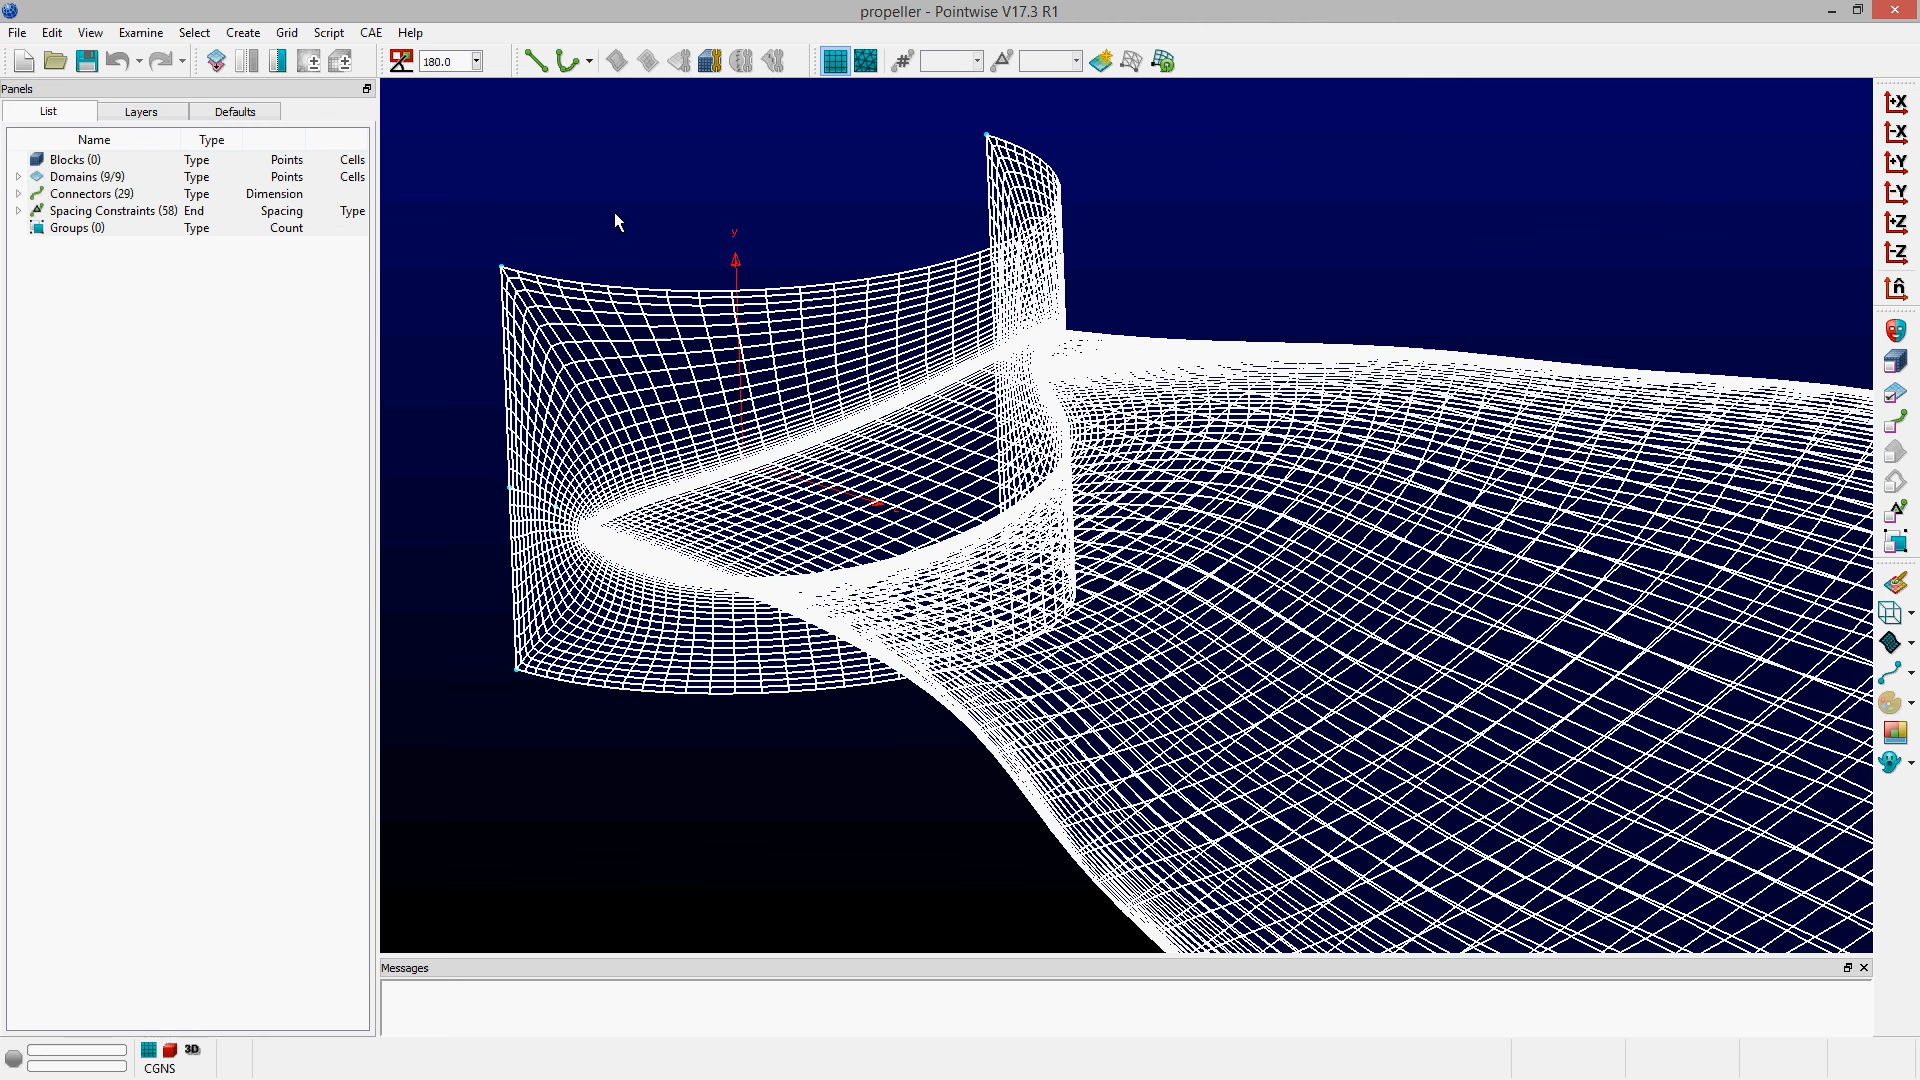 propeller - Pointwise V17.3 R1
File Edit View Examine Select Create Grid Script CAE Help
180.0
Panels
List Layers Defaults
Name Type
Blocks (0) Type Points Cells
Domains (9/9) Type Points Cells
Connectors (29) Type Dimension
Spacing Constraints (58) End Spacing Type
Groups (0) Type Count
y
+X
-X
+Y
-Y
+Z
-Z
n̂
Messages
3D
CGNS